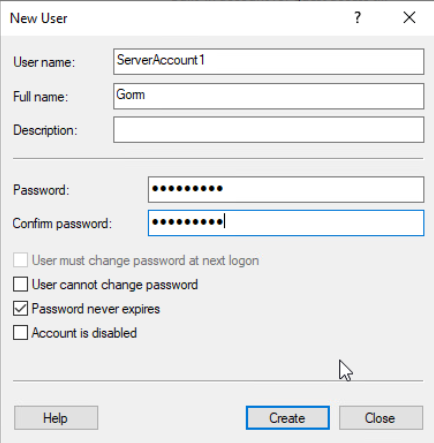 New User
?
User name: ServerAccount1
Full name: Gorm
Description:
Password: ●●●●●●●●●
Confirm password: ●●●●●●●●●
User must change password at next logon
User cannot change password
Password never expires
Account is disabled
Help Create Close